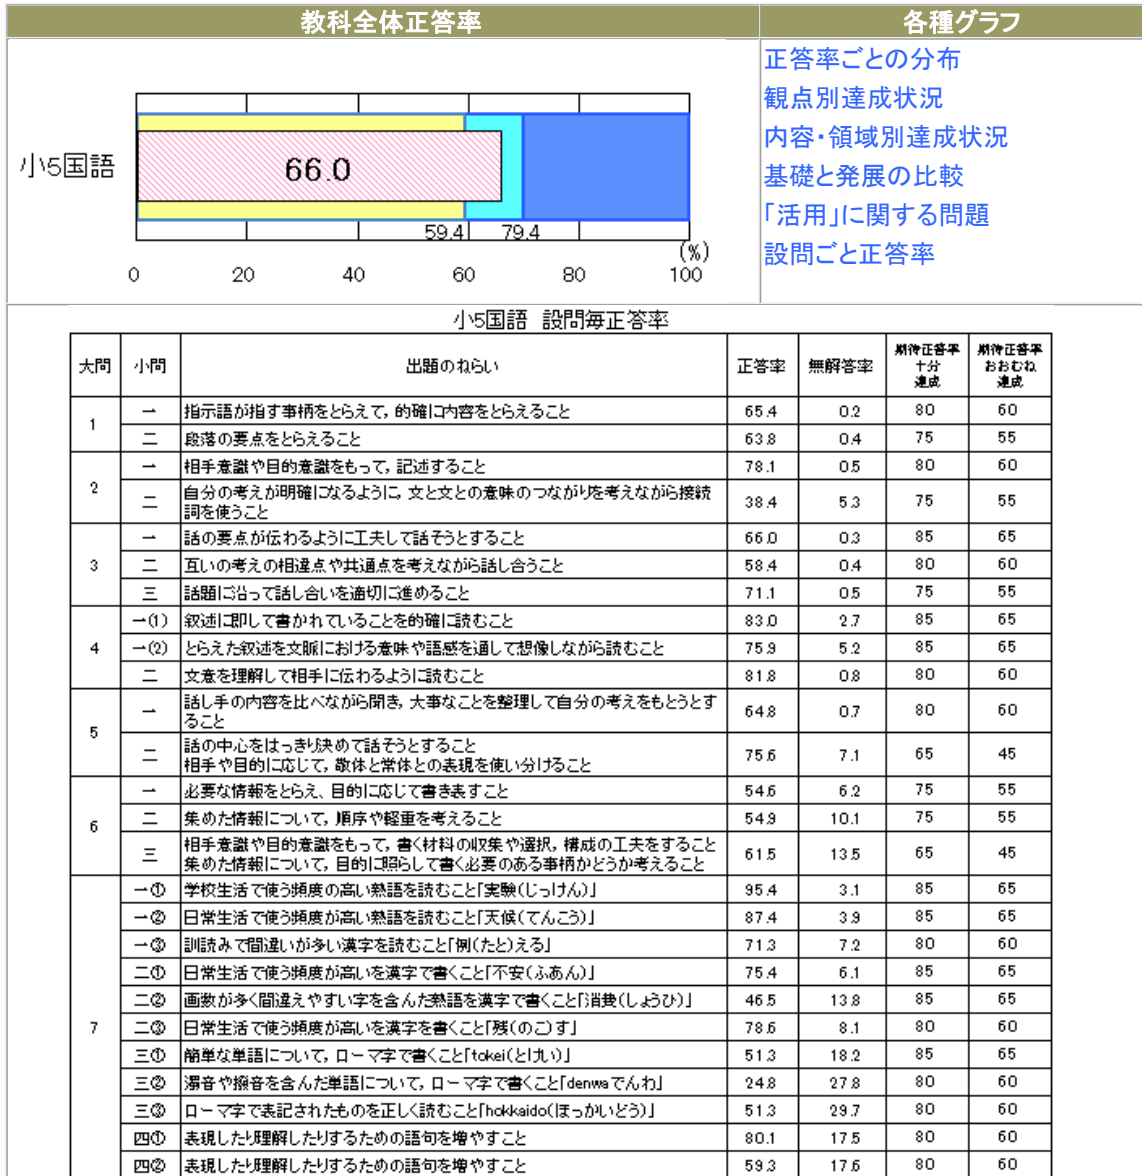 教科全体正答率
各種グラフ
正答率ごとの分布
観点別達成状況
内容・領域別達成状況
基礎と発展の比較
「活用」に関する問題
設問ごと正答率
小5国語
66.0
59.4 79.4
(%)
0 20 40 60 80 100
小5国語 設問毎正答率
大問 小問 出題のねらい 正答率 無解答率 期待正答率十分達成 期待正答率おおむね達成
1 一 指示語が指す事柄をとらえて，的確に内容をとらえること 65.4 0.2 80 60
二 段落の要点をとらえること 63.8 0.4 75 55
2 一 相手意識や目的意識をもって，記述すること 78.1 0.5 80 60
二 自分の考えが明確になるように，文と文との意味のつながりを考えながら接続
詞を使うこと 38.4 5.3 75 55
3 一 話の要点が伝わるように工夫して話そうとすること 66.0 0.3 85 65
二 互いの考えの相違点や共通点を考えながら話し合うこと 58.4 0.4 80 60
三 話題に沿って話し合いを適切に進めること 71.1 0.5 75 55
4 一(1) 叙述に即して書かれていることを的確に読むこと 83.0 2.7 85 65
一(2) とらえた叙述を文脈における意味や語感を通して想像しながら読むこと 75.9 5.2 85 65
二 文意を理解して相手に伝わるように読むこと 81.8 0.8 80 60
5 一 話し手の内容を比べながら聞き，大事なことを整理して自分の考えをもとうとす
ること 64.8 0.7 80 60
二 話の中心をはっきり決めて話そうとすること
相手や目的に応じて，敬体と常体との表現を使い分けること 75.6 7.1 65 45
6 一 必要な情報をとらえ、目的に応じて書き表すこと 54.6 6.2 75 55
二 集めた情報について，順序や軽重を考えること 54.9 10.1 75 55
三 相手意識や目的意識をもって，書く材料の収集や選択，構成の工夫をすること
集めた情報について，目的に照らして書く必要のある事柄かどうか考えること 61.5 13.5 65 45
7 一① 学校生活で使う頻度の高い熟語を読むこと「実験（じっけん）」 95.4 3.1 85 65
一② 日常生活で使う頻度が高い熟語を読むこと「天候（てんこう）」 87.4 3.9 85 65
一③ 訓読みで間違いが多い漢字を読むこと「例（たと）える」 71.3 7.2 80 60
二① 日常生活で使う頻度が高いを漢字で書くこと「不安（ふあん）」 75.4 6.1 85 65
二② 画数が多く間違えやすい字を含んだ熟語を漢字で書くこと「消費（しょうひ）」 46.5 13.8 85 65
二③ 日常生活で使う頻度が高いを漢字を書くこと「残（のこ）す」 78.6 8.1 80 60
三① 簡単な単語について，ローマ字で書くこと「tokei（とけい）」 51.3 18.2 85 65
三② 濁音や撥音を含んだ単語について，ローマ字で書くこと「denwaでんわ」 24.8 27.8 80 60
三③ ローマ字で表記されたものを正しく読むこと「hokkaido（ほっかいどう）」 51.3 29.7 80 60
四① 表現したり理解したりするための語句を増やすこと 80.1 17.5 80 60
四② 表現したり理解したりするための語句を増やすこと 59.3 17.6 80 60